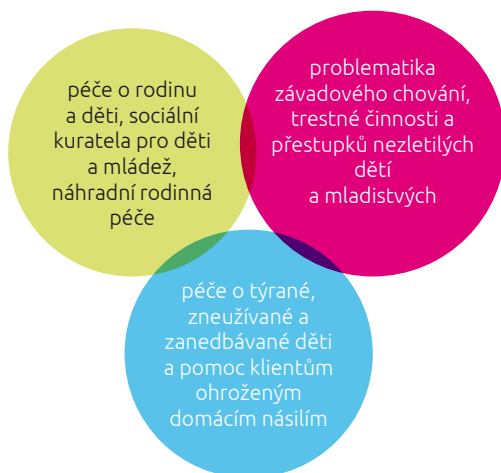 péče o rodinu
a děti, sociální
kuratela pro děti
a mládež,
náhradní rodinná
péče
problematika
závadového chování,
trestné činnosti a
přestupků nezletilých
dětí
a mladistvých
péče o týrané,
zneužívané a
zanedbávané děti
a pomoc klientům
ohroženým
domácím násilím